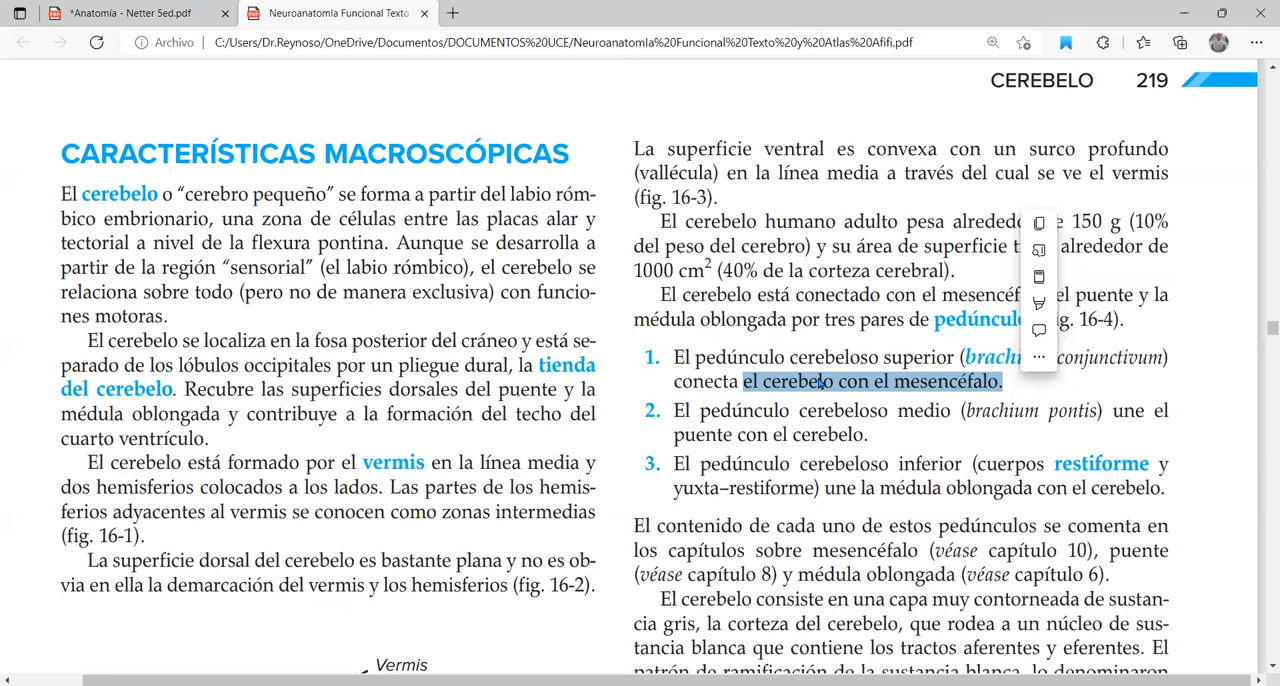 *Anatomía - Netter 5ed.pdf
NeuroanatomIa Funcional Texto
Archivo
C:/Users/Dr.Reynoso/OneDrive/Documentos/DOCUMENTOS%20UCE/NeuroanatomIa%20Funcional%20Texto%20y%20Atlas%20Afifi.pdf
CEREBELO 219
CARACTERÍSTICAS MACROSCÓPICAS
El cerebelo o “cerebro pequeño” se forma a partir del labio róm-
bico embrionario, una zona de células entre las placas alar y
tectorial a nivel de la flexura pontina. Aunque se desarrolla a
partir de la región “sensorial” (el labio rómbico), el cerebelo se
relaciona sobre todo (pero no de manera exclusiva) con funcio-
nes motoras.
El cerebelo se localiza en la fosa posterior del cráneo y está se-
parado de los lóbulos occipitales por un pliegue dural, la tienda
del cerebelo. Recubre las superficies dorsales del puente y la
médula oblongada y contribuye a la formación del techo del
cuarto ventrículo.
El cerebelo está formado por el vermis en la línea media y
dos hemisferios colocados a los lados. Las partes de los hemis-
ferios adyacentes al vermis se conocen como zonas intermedias
(fig. 16-1).
La superficie dorsal del cerebelo es bastante plana y no es ob-
via en ella la demarcación del vermis y los hemisferios (fig. 16-2).
Vermis
La superficie ventral es convexa con un surco profundo
(vallécula) en la línea media a través del cual se ve el vermis
(fig. 16-3).
El cerebelo humano adulto pesa alrededo e 150 g (10%
del peso del cerebro) y su área de superficie t alrededor de
1000 cm2 (40% de la corteza cerebral).
El cerebelo está conectado con el mesencéf el puente y la
médula oblongada por tres pares de pedúncul ig. 16-4).
1. El pedúnculo cerebeloso superior (brachi conjunctivum)
conecta el cerebelo con el mesencéfalo.
2. El pedúnculo cerebeloso medio (brachium pontis) une el
puente con el cerebelo.
3. El pedúnculo cerebeloso inferior (cuerpos restiforme y
yuxta–restiforme) une la médula oblongada con el cerebelo.
El contenido de cada uno de estos pedúnculos se comenta en
los capítulos sobre mesencéfalo (véase capítulo 10), puente
(véase capítulo 8) y médula oblongada (véase capítulo 6).
El cerebelo consiste en una capa muy contorneada de sustan-
cia gris, la corteza del cerebelo, que rodea a un núcleo de sus-
tancia blanca que contiene los tractos aferentes y eferentes. El
patrón de ramificación de la sustancia blanca, lo denominaron